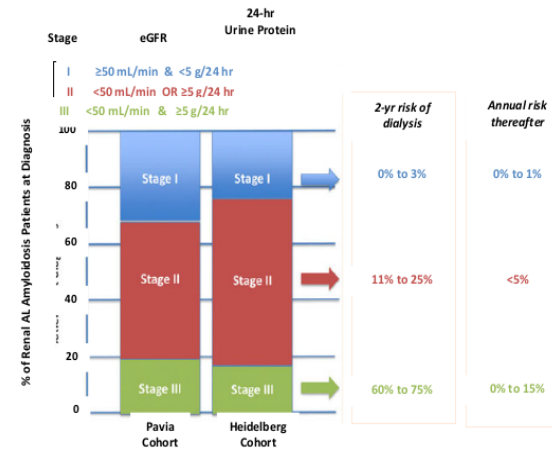 24-hr
Stage eGFR Urine Protein
I ≥50 mL/min & <5 g/24 hr
II <50 mL/min OR ≥5 g/24 hr
III <50 mL/min & ≥5 g/24 hr
% of Renal AL Amyloidosis Patients at Diagnosis
100
80
60
40
20
0
Stage I
Stage II
Stage III
Stage I
Stage II
Stage III
Pavia
Cohort
Heidelberg
Cohort
2-yr risk of
dialysis
0% to 3%
11% to 25%
60% to 75%
Annual risk
thereafter
0% to 1%
<5%
0% to 15%